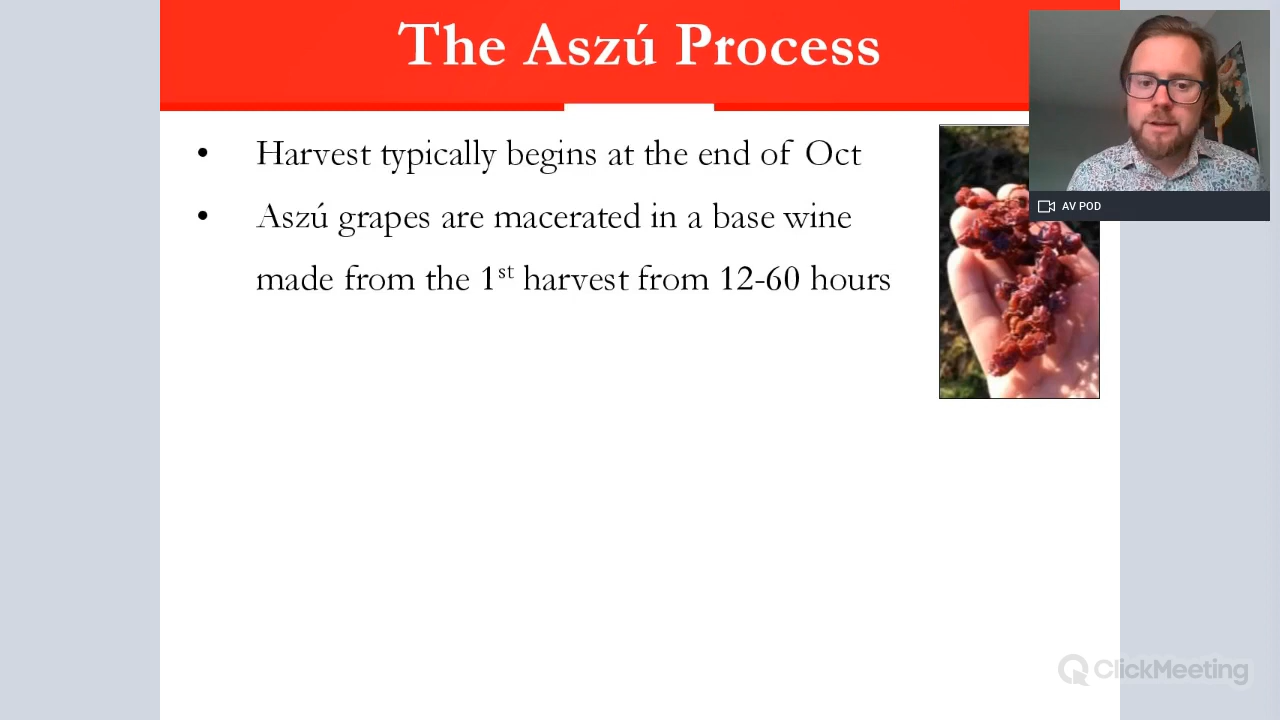 The Aszú Process
• Harvest typically begins at the end of Oct
• Aszú grapes are macerated in a base wine
made from the 1st harvest from 12-60 hours
AV POD
ClickMeeting